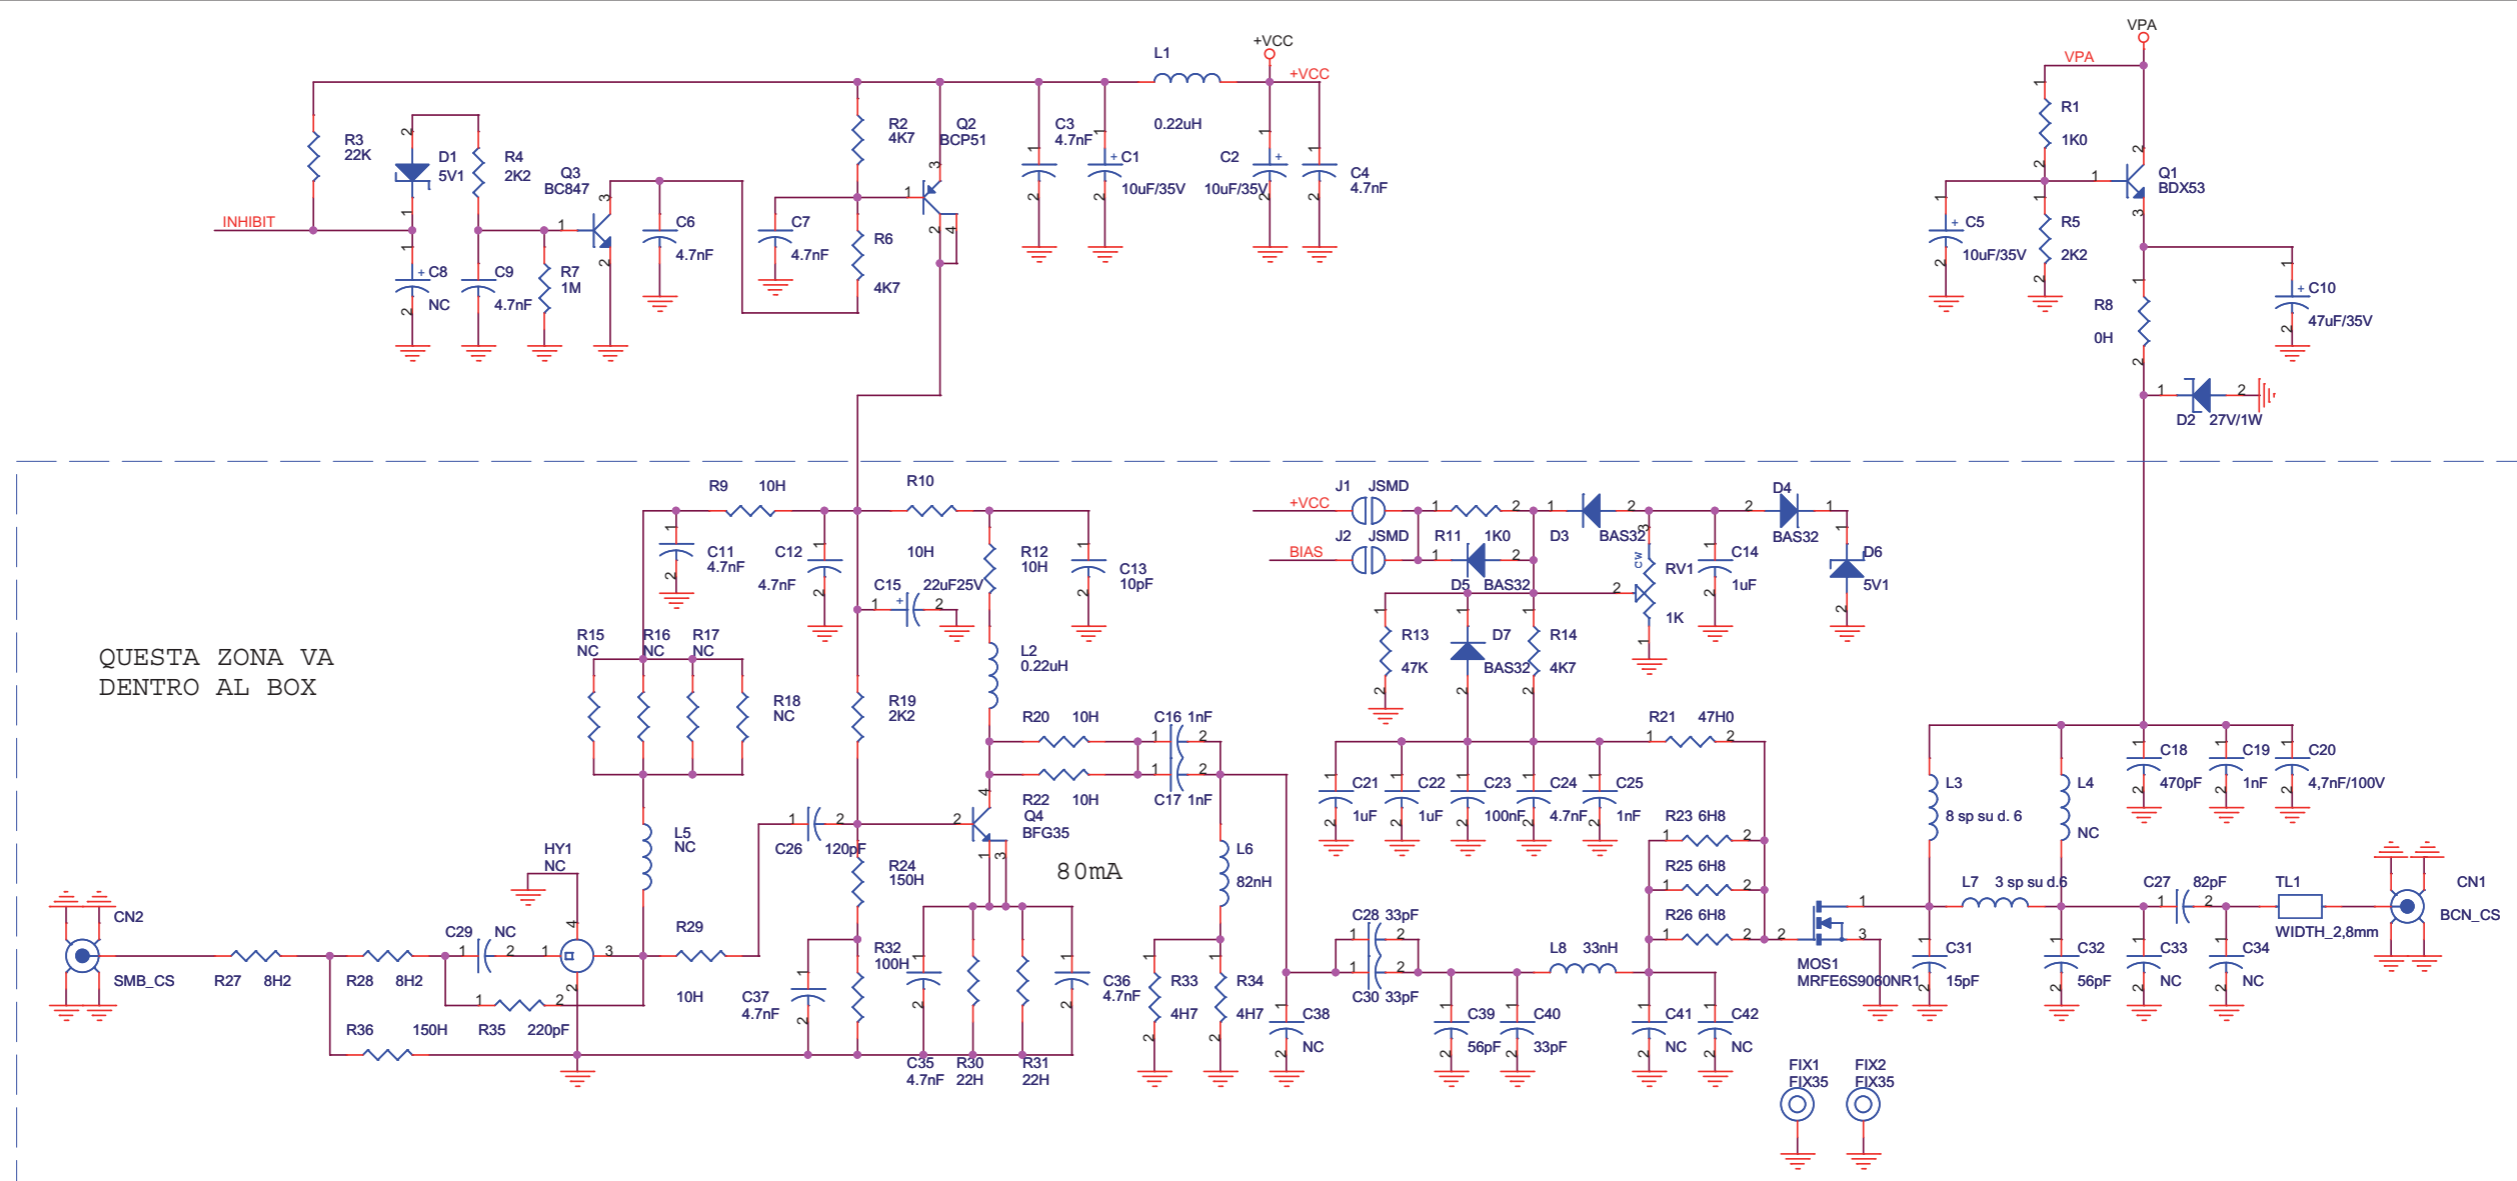 VPA
+VCC
L1
0.22uH
+VCC
VPA
R1
1K0
R3
22K
D1
5V1
R4
2K2
Q3
BC847
R2
4K7
Q2
BCP51
C3
4.7nF
C1
10uF/35V
C2
10uF/35V
C4
4.7nF
Q1
BDX53
INHIBIT
C6
4.7nF
C7
4.7nF
R6
4K7
C5
10uF/35V
R5
2K2
C8
NC
C9
4.7nF
R7
1M
R8
0H
C10
47uF/35V
D2 27V/1W
R9 10H
R10
10H
J1 JSMD
+VCC
J2 JSMD
BIAS
R11 1K0
D3 BAS32
D4
BAS32
C11
4.7nF
C12
4.7nF
R12
10H
C13
10pF
D5 BAS32
RV1
1K
CW
C14
1uF
D6
5V1
C15 22uF25V
R15
NC
R16
NC
R17
NC
R18
NC
QUESTA ZONA VA
DENTRO AL BOX
L2
0.22uH
R13
47K
D7
BAS32
R14
4K7
R19
2K2
R20 10H
C16 1nF
R21 47H0
R22 10H
C17 1nF
C21
1uF
C22
1uF
C23
100nF
C24
4.7nF
C25
1nF
L3
8 sp su d. 6
L4
NC
C18
470pF
C19
1nF
C20
4,7nF/100V
Q4
BFG35
L5
NC
HY1
NC
C26 120pF
R24
150H
80mA
L6
82nH
R23 6H8
R25 6H8
R26 6H8
L7 3 sp su d.6
C27 82pF
TL1
WIDTH_2,8mm
CN1
BCN_CS
CN2
SMB_CS
R27 8H2
R28 8H2
C29 NC
R29
10H
R32
100H
C28 33pF
C30 33pF
L8 33nH
MOS1
MRFE6S9060NR1
C31
15pF
C32
56pF
C33
NC
C34
NC
C37
4.7nF
C36
4.7nF
R33
4H7
R34
4H7
C38
NC
C39
56pF
C40
33pF
C41
NC
C42
NC
R36 150H
R35 220pF
C35
4.7nF
R30
22H
R31
22H
FIX1
FIX35
FIX2
FIX35